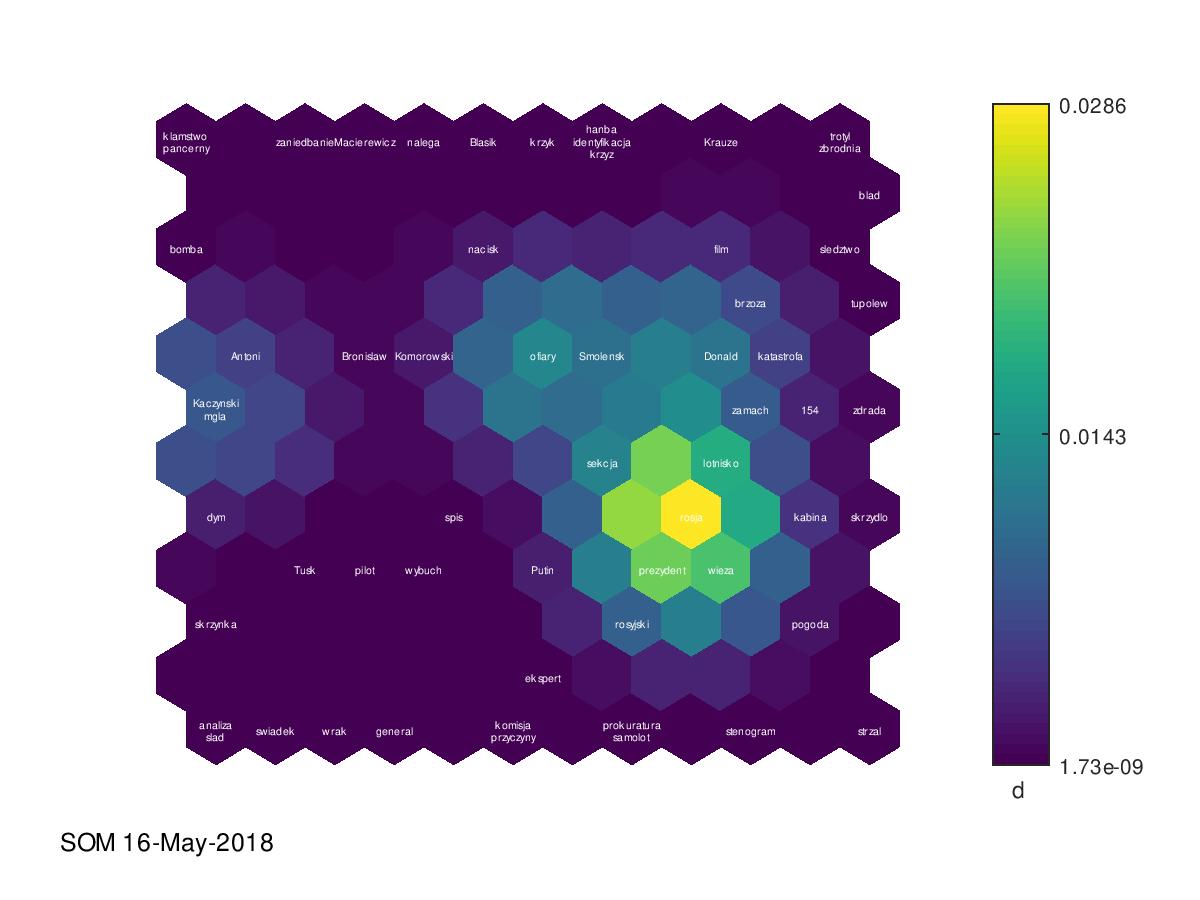 0.0286
klamstwo
pancerny
zaniedbanie
Macierewicz
nalega
Blasik
krzyk
hanba
identyfikacja
krzyz
Krauze
trotyl
zbrodnia
blad
bomba
nacisk
film
sledztwo
brzoza
tupolew
Antoni
Bronislaw
Komorowski
ofiary
Smolensk
Donald
katastrofa
Kaczynski
mgla
zamach
154
zdrada
0.0143
sekcja
lotnisko
dym
spis
rosja
kabina
skrzydlo
Tusk
pilot
wybuch
Putin
prezydent
wieza
skrzynka
rosyjski
pogoda
ekspert
analiza
slad
swiadek
wrak
general
komisja
przyczyny
prokuratura
samolot
stenogram
strzal
1.73e-09
d
SOM 16-May-2018